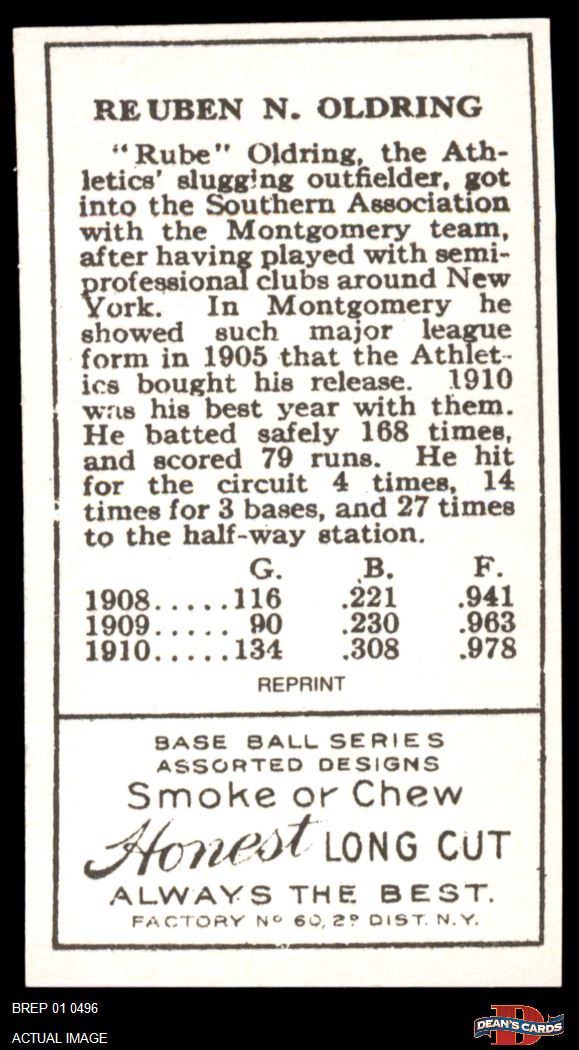 REUBEN N. OLDRING
"Rube" Oldring, the Ath-
letics' slugging outfielder, got
into the Southern Association
with the Montgomery team,
after having played with semi-
professional clubs around New
York. In Montgomery he
showed such major league
form in 1905 that the Athlet-
ics bought his release. 1910
was his best year with them.
He batted safely 168 times,
and scored 79 runs. He hit
for the circuit 4 times, 14
times for 3 bases, and 27 times
to the half-way station.
G. B. F.
1908.....116 .221 .941
1909..... 90 .230 .963
1910.....134 .308 .978
REPRINT
BASE BALL SERIES
ASSORTED DESIGNS
Smoke or Chew
Honest LONG CUT
ALWAYS THE BEST.
FACTORY Nº 60, 2º DIST. N.Y.
BREP 01 0496
ACTUAL IMAGE
D
DEAN'S CARDS